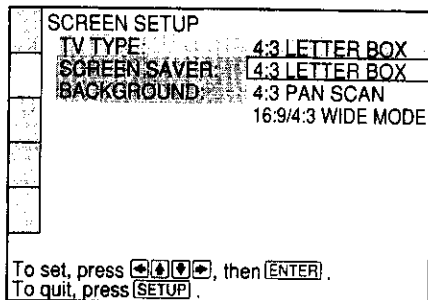 SCREEN SETUP
TV TYPE: 4:3 LETTER BOX
SCREEN SAVER: 4:3 LETTER BOX
BACKGROUND: 4:3 PAN SCAN
16:9/4:3 WIDE MODE
To set, press ←↑↓→, then ENTER.
To quit, press SETUP.